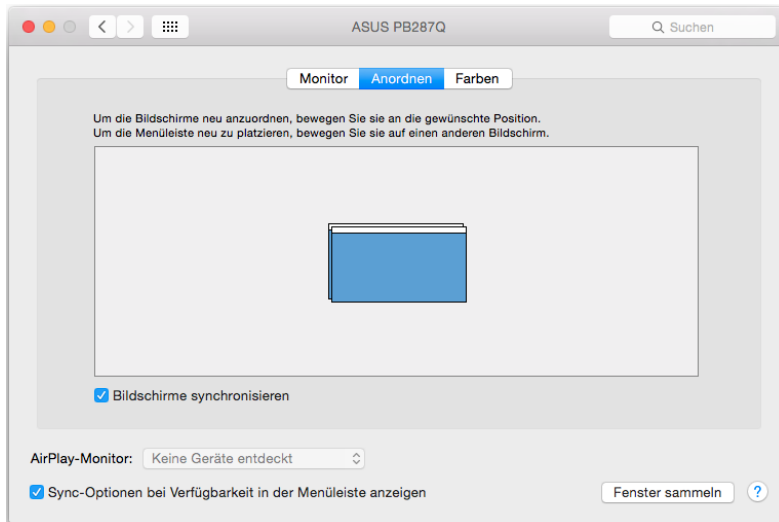 ASUS PB287Q
Suchen
Monitor Anordnen Farben
Um die Bildschirme neu anzuordnen, bewegen Sie sie an die gewünschte Position.
Um die Menüleiste neu zu platzieren, bewegen Sie sie auf einen anderen Bildschirm.
Bildschirme synchronisieren
AirPlay-Monitor: Keine Geräte entdeckt
Sync-Optionen bei Verfügbarkeit in der Menüleiste anzeigen
Fenster sammeln ?